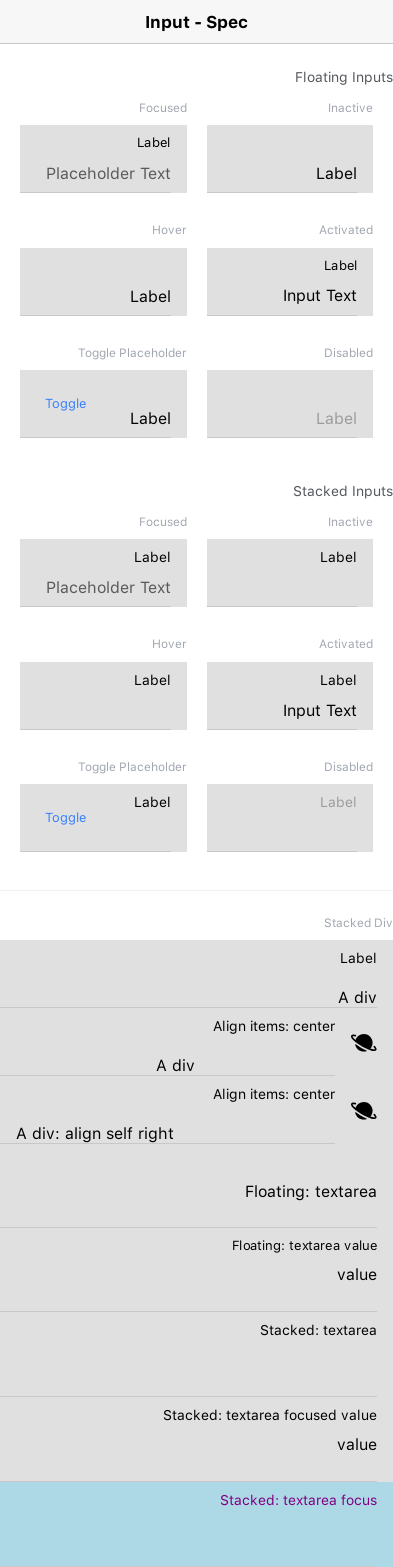 Input - Spec
Floating Inputs
Focused
Inactive
Label
Placeholder Text
Label
Hover
Activated
Label
Label
Input Text
Toggle Placeholder
Disabled
Toggle
Label
Label
Stacked Inputs
Focused
Inactive
Label
Placeholder Text
Label
Hover
Activated
Label
Label
Input Text
Toggle Placeholder
Disabled
Label
Toggle
Label
Stacked Div
Label
A div
Align items: center
A div
Align items: center
A div: align self right
Floating: textarea
Floating: textarea value
value
Stacked: textarea
Stacked: textarea focused value
value
Stacked: textarea focus